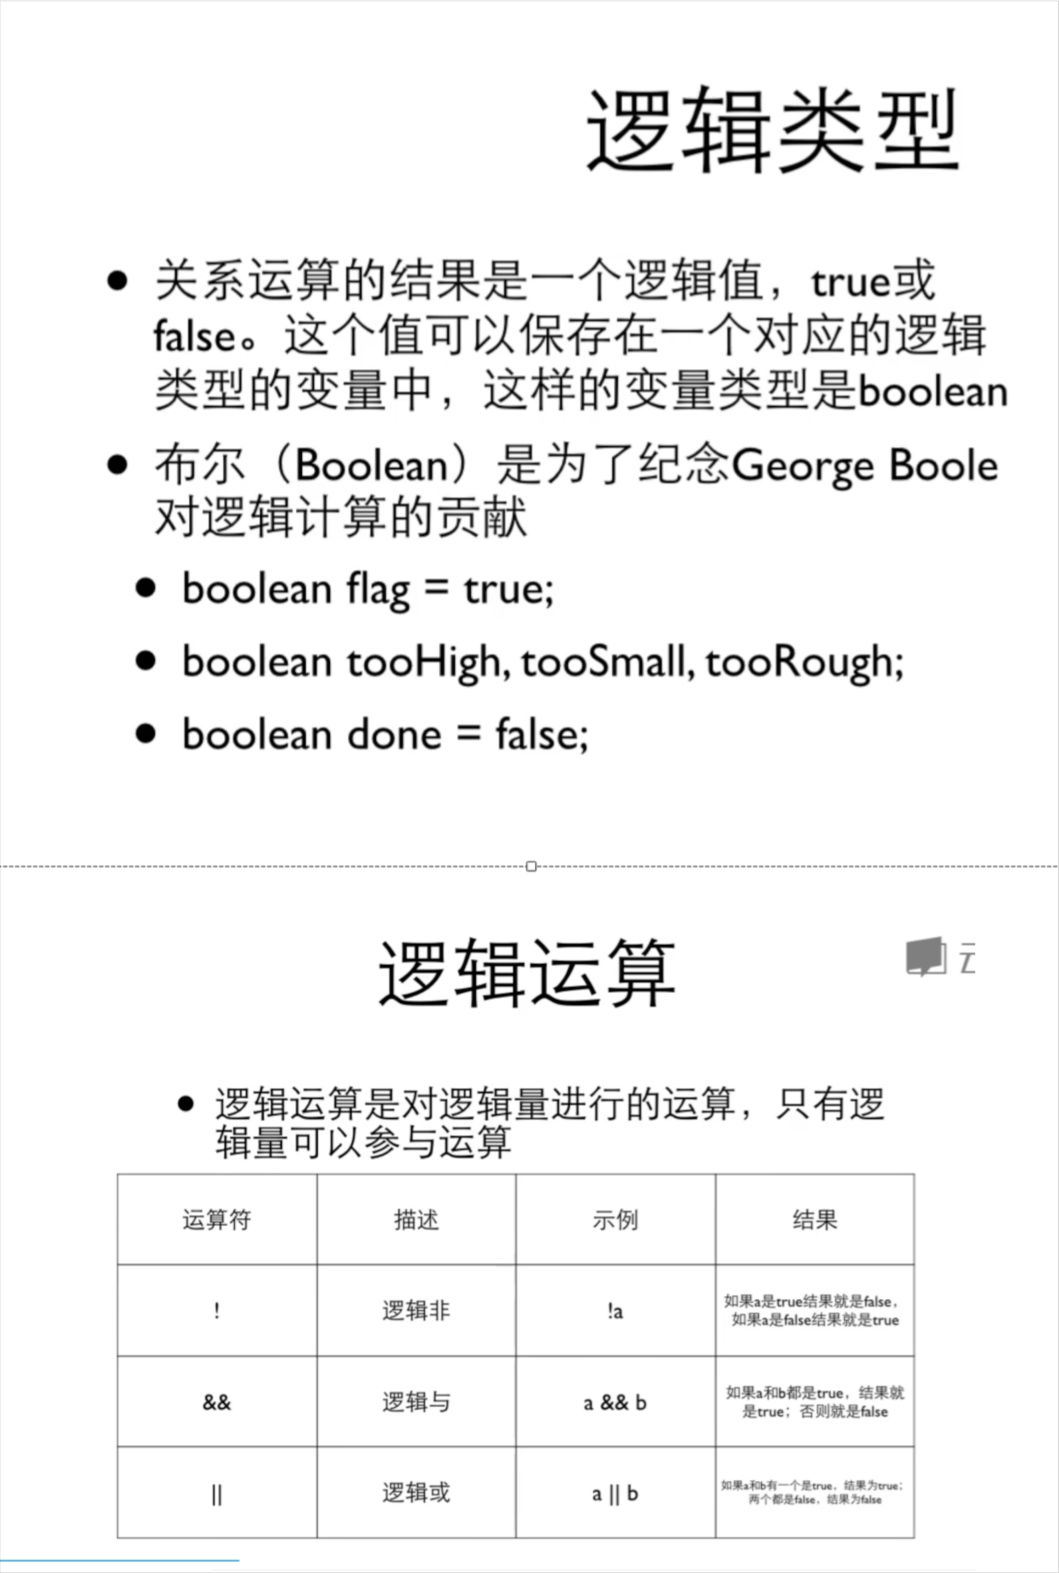 逻辑类型
• 关系运算的结果是一个逻辑值，true或
false。这个值可以保存在一个对应的逻辑
类型的变量中，这样的变量类型是boolean
• 布尔（Boolean）是为了纪念George Boole
对逻辑计算的贡献
• boolean flag = true;
• boolean tooHigh, tooSmall, tooRough;
• boolean done = false;
逻辑运算
• 逻辑运算是对逻辑量进行的运算，只有逻
辑量可以参与运算
运算符 描述 示例 结果
! 逻辑非 !a 如果a是true结果就是false，
如果a是false结果就是true
&& 逻辑与 a && b 如果a和b都是true，结果就
是true；否则就是false
|| 逻辑或 a || b 如果a和b有一个是true，结果为true；
两个都是false，结果为false